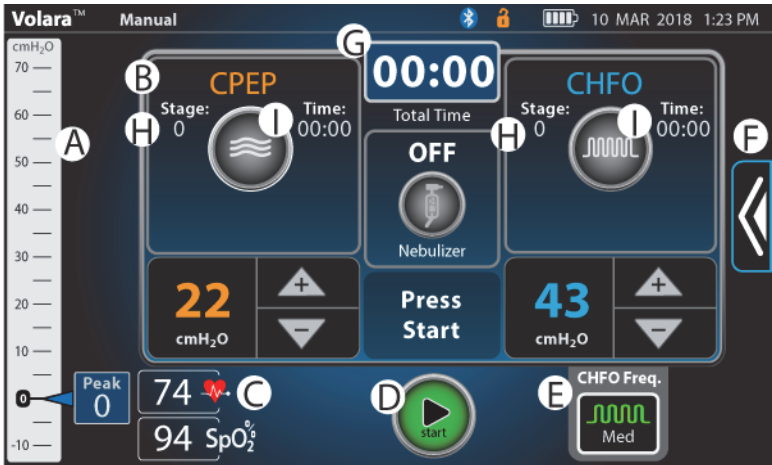 Volara™ Manual 10 MAR 2018 1:23 PM
cmH₂O
70
60
50
40
30
20
10
0
-10
A
B
CPEP
H
Stage:
0
I
Time:
00:00
G
00:00
Total Time
OFF
Nebulizer
Press
Start
CHFO
H
Stage:
0
I
Time:
00:00
F
22
cmH₂O
+
−
43
cmH₂O
+
−
Peak
0
74
C
94 SpO₂%
D
start
E
CHFO Freq.
Med